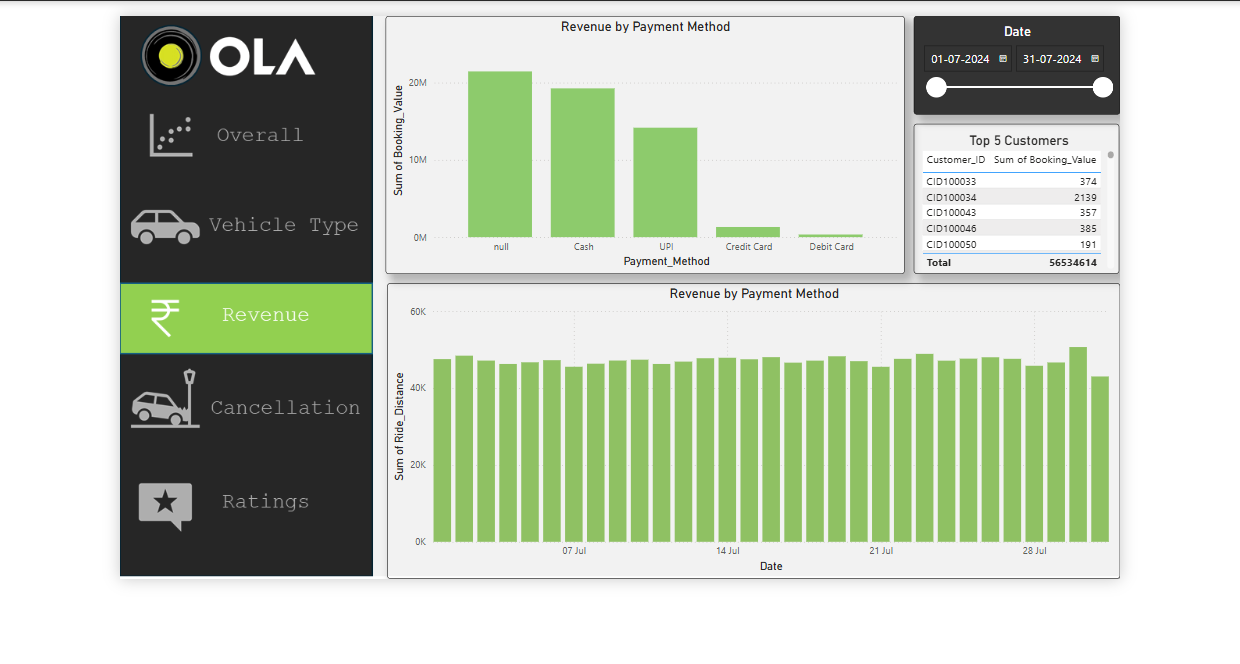 OLA
Overall
Vehicle Type
Revenue
Cancellation
Ratings
Revenue by Payment Method
Sum of Booking_Value
20M
10M
0M
null Cash UPI Credit Card Debit Card
Payment_Method
Date
01-07-2024 31-07-2024
Top 5 Customers
Customer_ID Sum of Booking_Value
CID100033 374
CID100034 2139
CID100043 357
CID100046 385
CID100050 191
Total 56534614
Revenue by Payment Method
Sum of Ride_Distance
60K
40K
20K
0K
07 Jul 14 Jul 21 Jul 28 Jul
Date